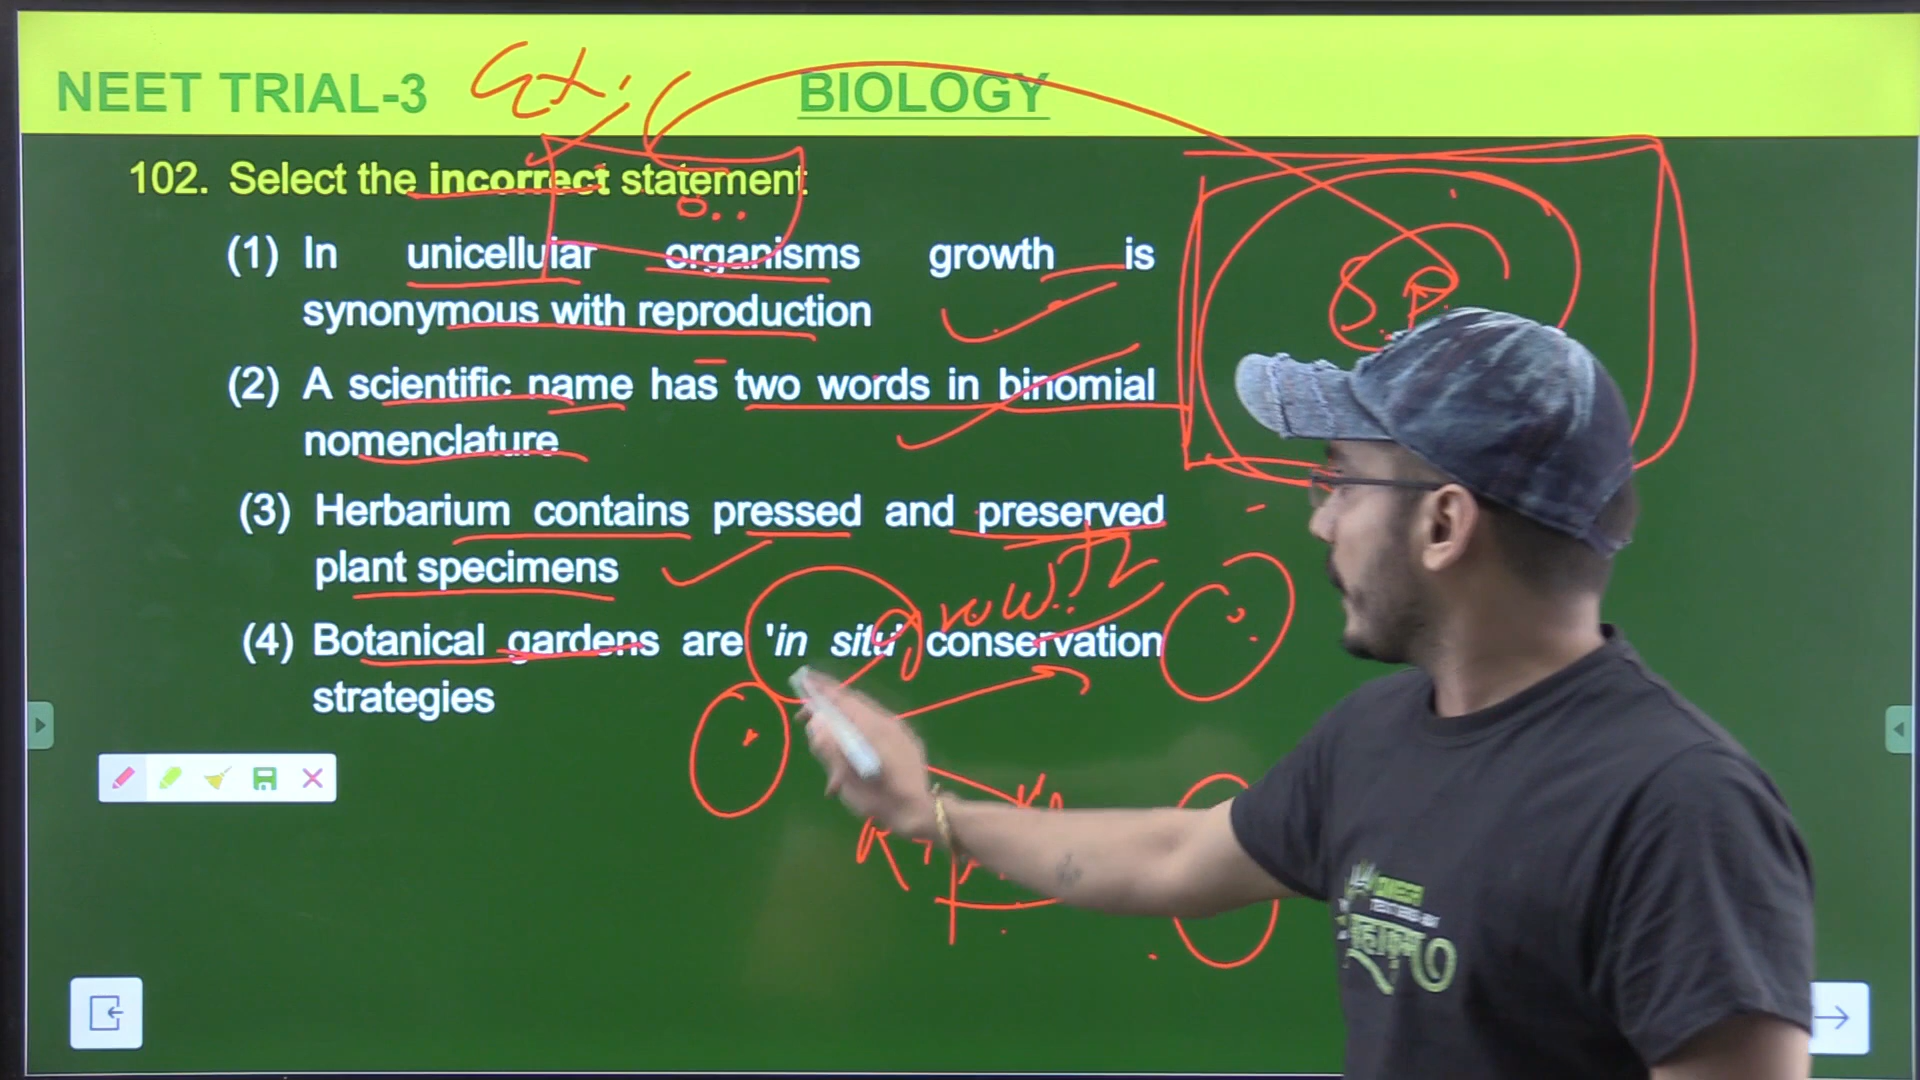 NEET TRIAL-3
Ex:
BIOLOGY
102. Select the incorrect statement
(1) In unicellular organisms growth is
synonymous with reproduction
(2) A scientific name has two words in binomial
nomenclature
(3) Herbarium contains pressed and preserved
plant specimens
(4) Botanical gardens are 'in situ' conservation
strategies